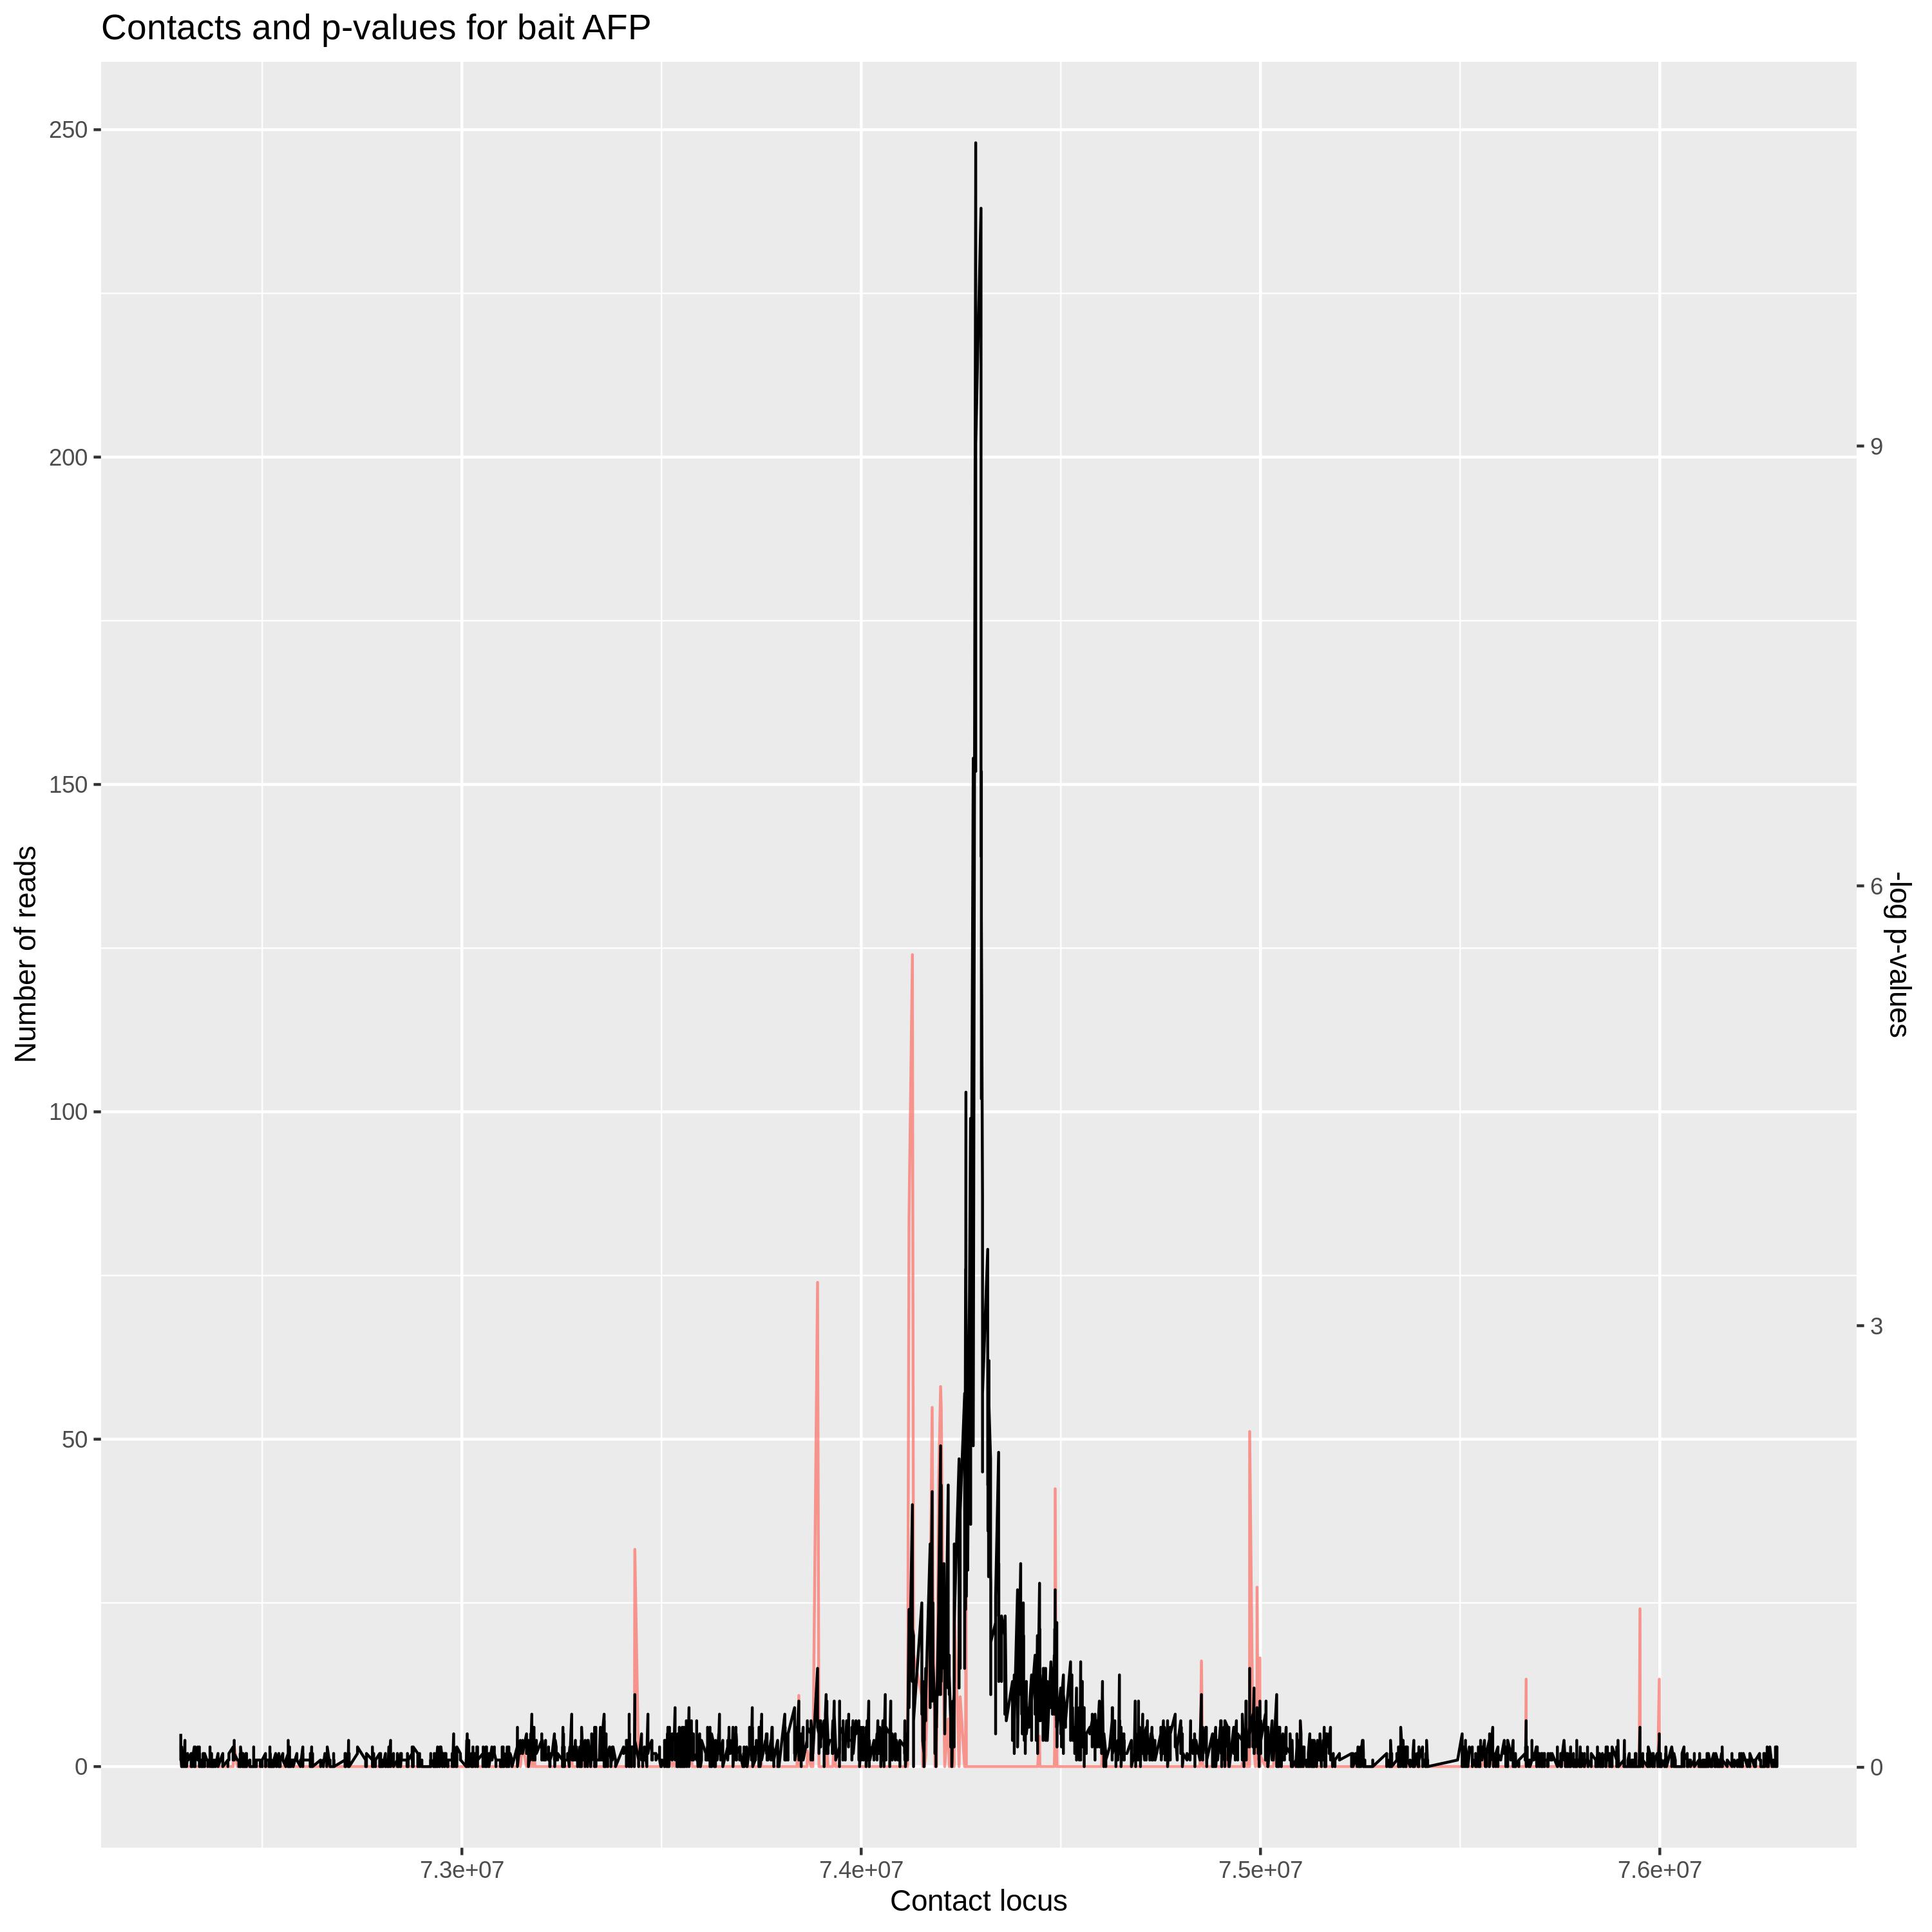 Contacts and p-values for bait AFP
250
200
150
100
50
0
Number of reads
9
6
3
0
-log p-values
7.3e+07
7.4e+07
7.5e+07
7.6e+07
Contact locus